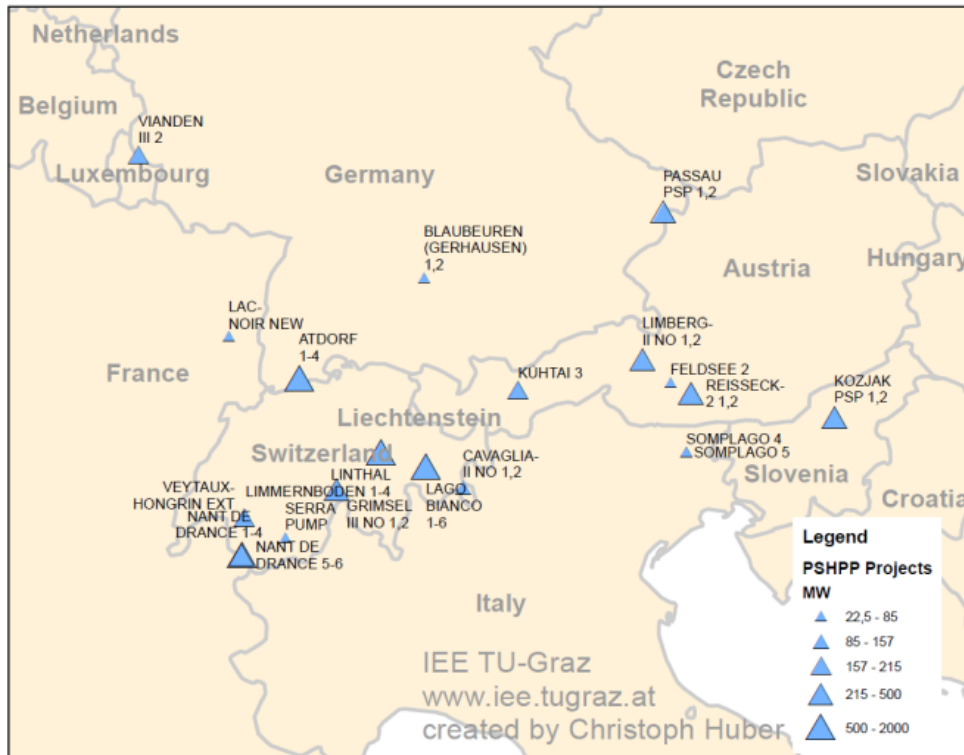 Netherlands
Belgium
VIANDEN
III 2
Luxembourg
Germany
Czech
Republic
PASSAU
PSP 1,2
Slovakia
BLAUBEUREN
(GERHAUSEN)
1,2
Austria
Hungary
LAC-
NOIR NEW
ATDORF
1-4
France
LIMBERG-
II NO 1,2
KÜHTAI 3
FELDSEE 2
REISSECK-
2 1,2
KOZJAK
PSP 1,2
Liechtenstein
Switzerland
SOMPLAGO 4
SOMPLAGO 5
Slovenia
Croatia
CAVAGLIA-
II NO 1,2
LINTHAL
LIMMERNBODEN 1-4
LAGO
BIANCO
1-6
GRIMSEL
III NO 1,2
VEYTAUX-
HONGRIN EXT
SERRA
PUMP
NANT DE
DRANCE 1-4
NANT DE
DRANCE 5-6
Italy
Legend
PSHPP Projects
MW
22,5 - 85
85 - 157
157 - 215
215 - 500
500 - 2000
IEE TU-Graz
www.iee.tugraz.at
created by Christoph Huber